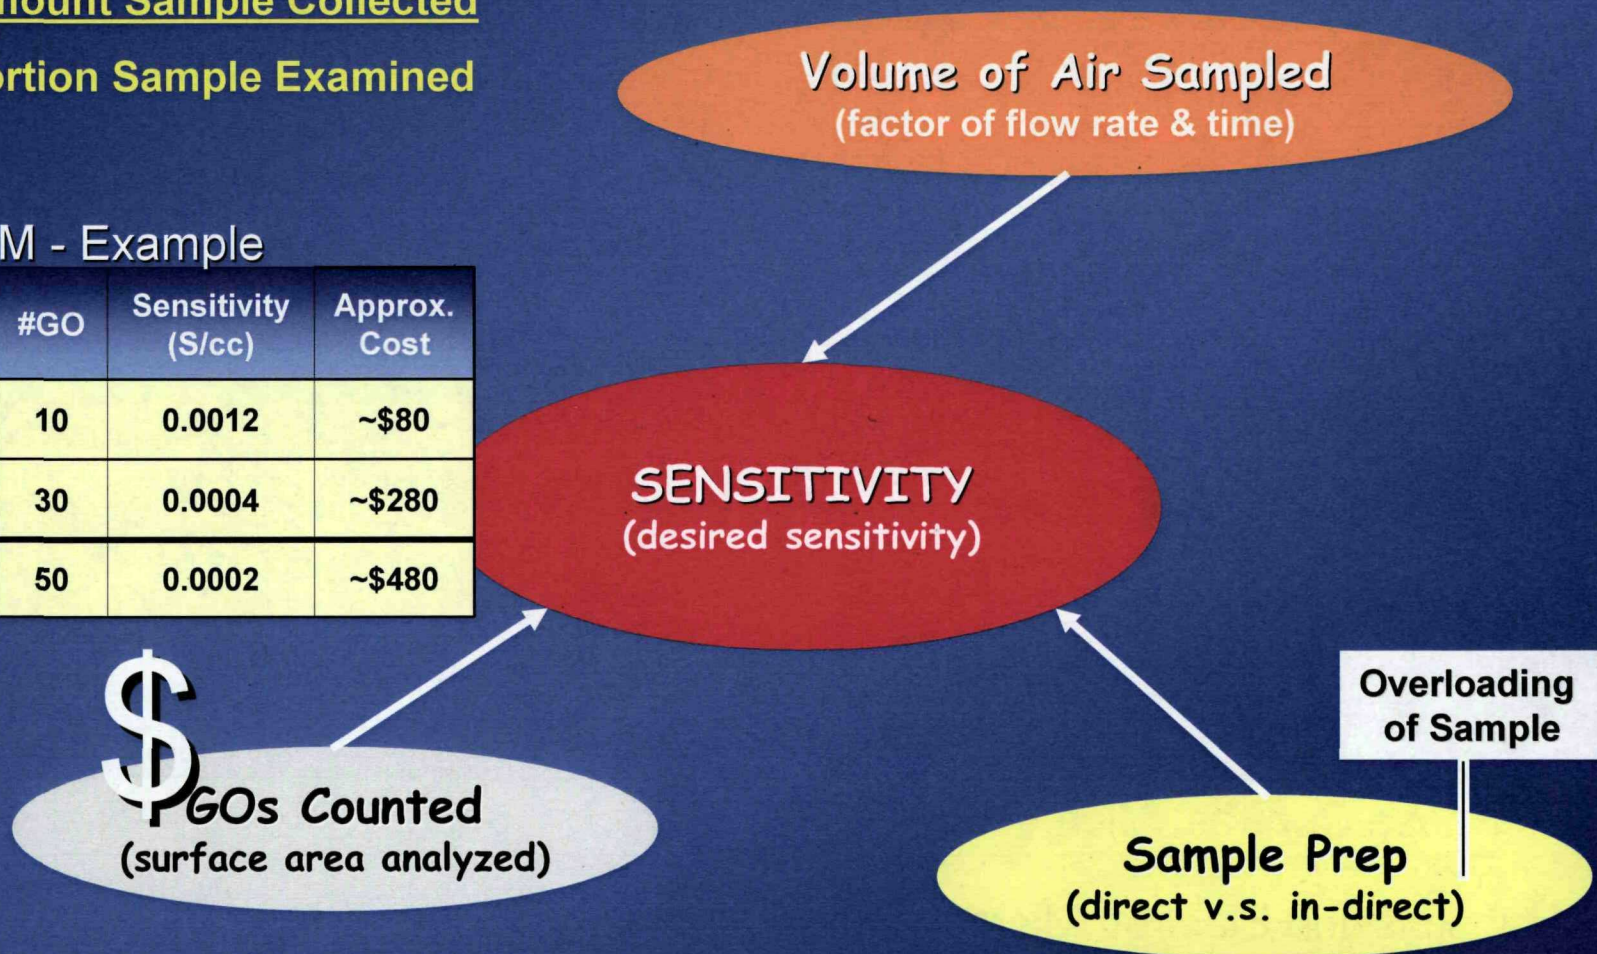 mount Sample Collected
ortion Sample Examined
Volume of Air Sampled
(factor of flow rate & time)
M - Example
#GO Sensitivity (S/cc) Approx. Cost
10 0.0012 ~$80
30 0.0004 ~$280
50 0.0002 ~$480
SENSITIVITY
(desired sensitivity)
$
GOs Counted
(surface area analyzed)
Overloading
of Sample
Sample Prep
(direct v.s. in-direct)